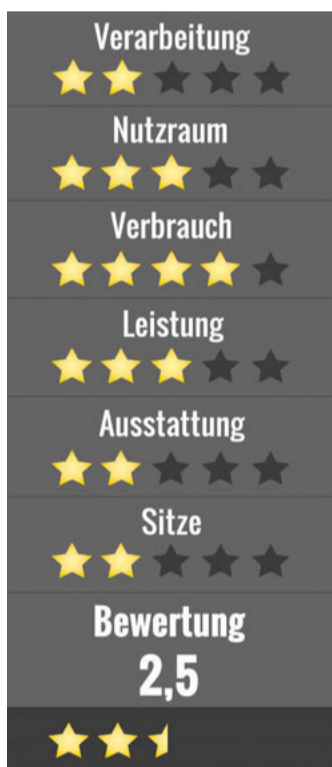 Verarbeitung
Nutzraum
Verbrauch
Leistung
Ausstattung
Sitze
Bewertung
2,5